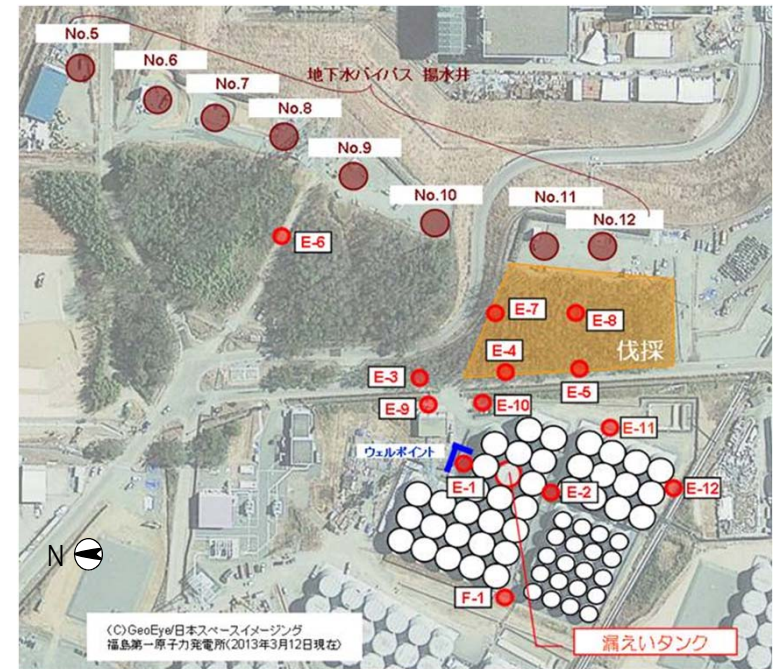 No.5
No.6
No.7
No.8
地下水バイパス 揚水井
No.9
No.10
No.11
No.12
E-6
E-7
E-8
伐採
E-4
E-3
E-5
E-9
E-10
E-11
ウェルポイント
E-1
E-2
E-12
N
F-1
(C)GeoEye/日本スペースイメージング
福島第一原子力発電所(2013年3月12日現在)
漏えいタンク